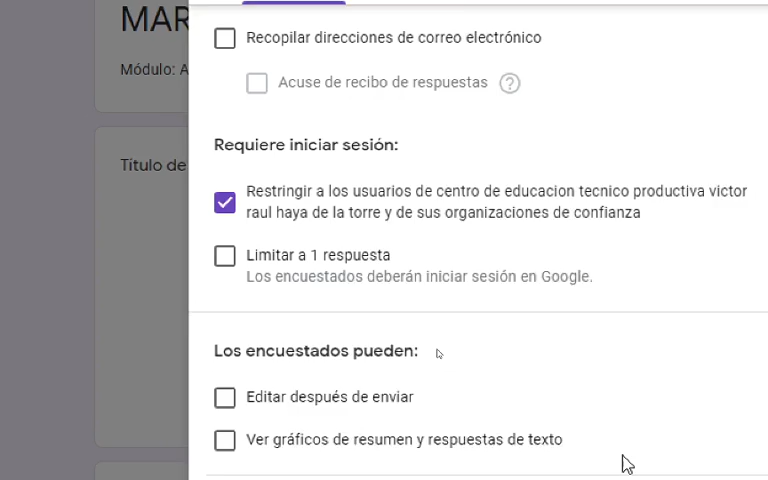 MAR
Módulo: A
Título de
Recopilar direcciones de correo electrónico
Acuse de recibo de respuestas ?
Requiere iniciar sesión:
Restringir a los usuarios de centro de educacion tecnico productiva victor
raul haya de la torre y de sus organizaciones de confianza
Limitar a 1 respuesta
Los encuestados deberán iniciar sesión en Google.
Los encuestados pueden:
Editar después de enviar
Ver gráficos de resumen y respuestas de texto